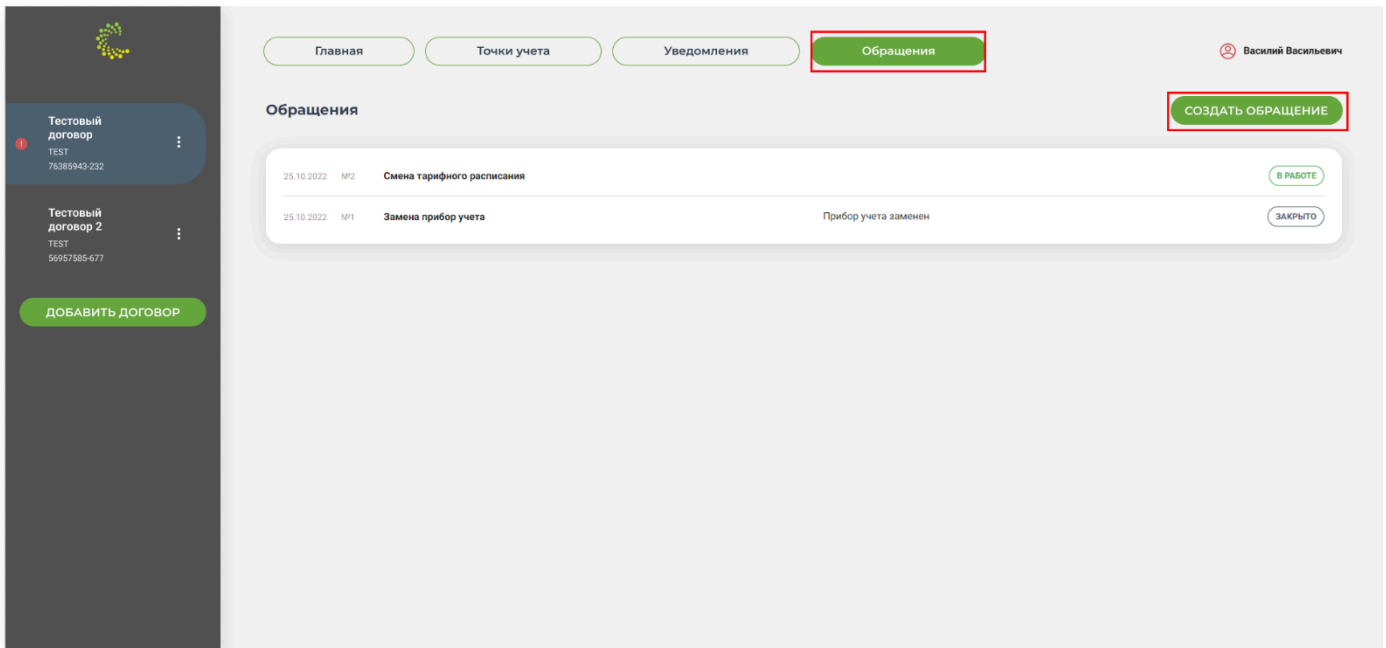 Главная Точки учета Уведомления Обращения Василий Васильевич
Обращения СОЗДАТЬ ОБРАЩЕНИЕ
Тестовый
договор
TEST
76385943-232
25.10.2022 №2 Смена тарифного расписания В РАБОТЕ
25.10.2022 №1 Замена прибор учета Прибор учета заменен ЗАКРЫТО
Тестовый
договор 2
TEST
56957585-677
ДОБАВИТЬ ДОГОВОР